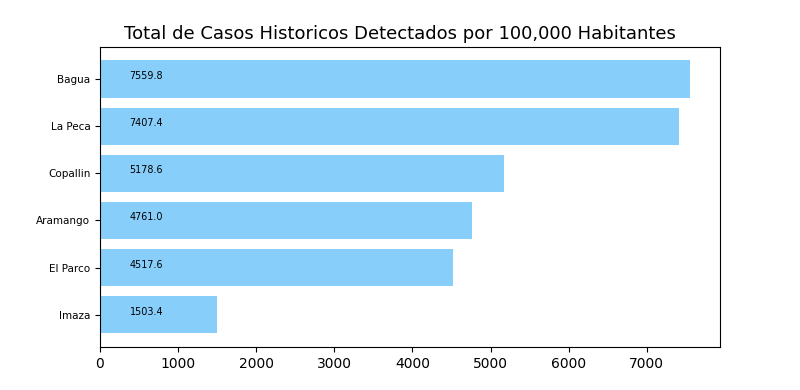 Total de Casos Historicos Detectados por 100,000 Habitantes
Bagua 7559.8
La Peca 7407.4
Copallin 5178.6
Aramango 4761.0
El Parco 4517.6
Imaza 1503.4
0 1000 2000 3000 4000 5000 6000 7000